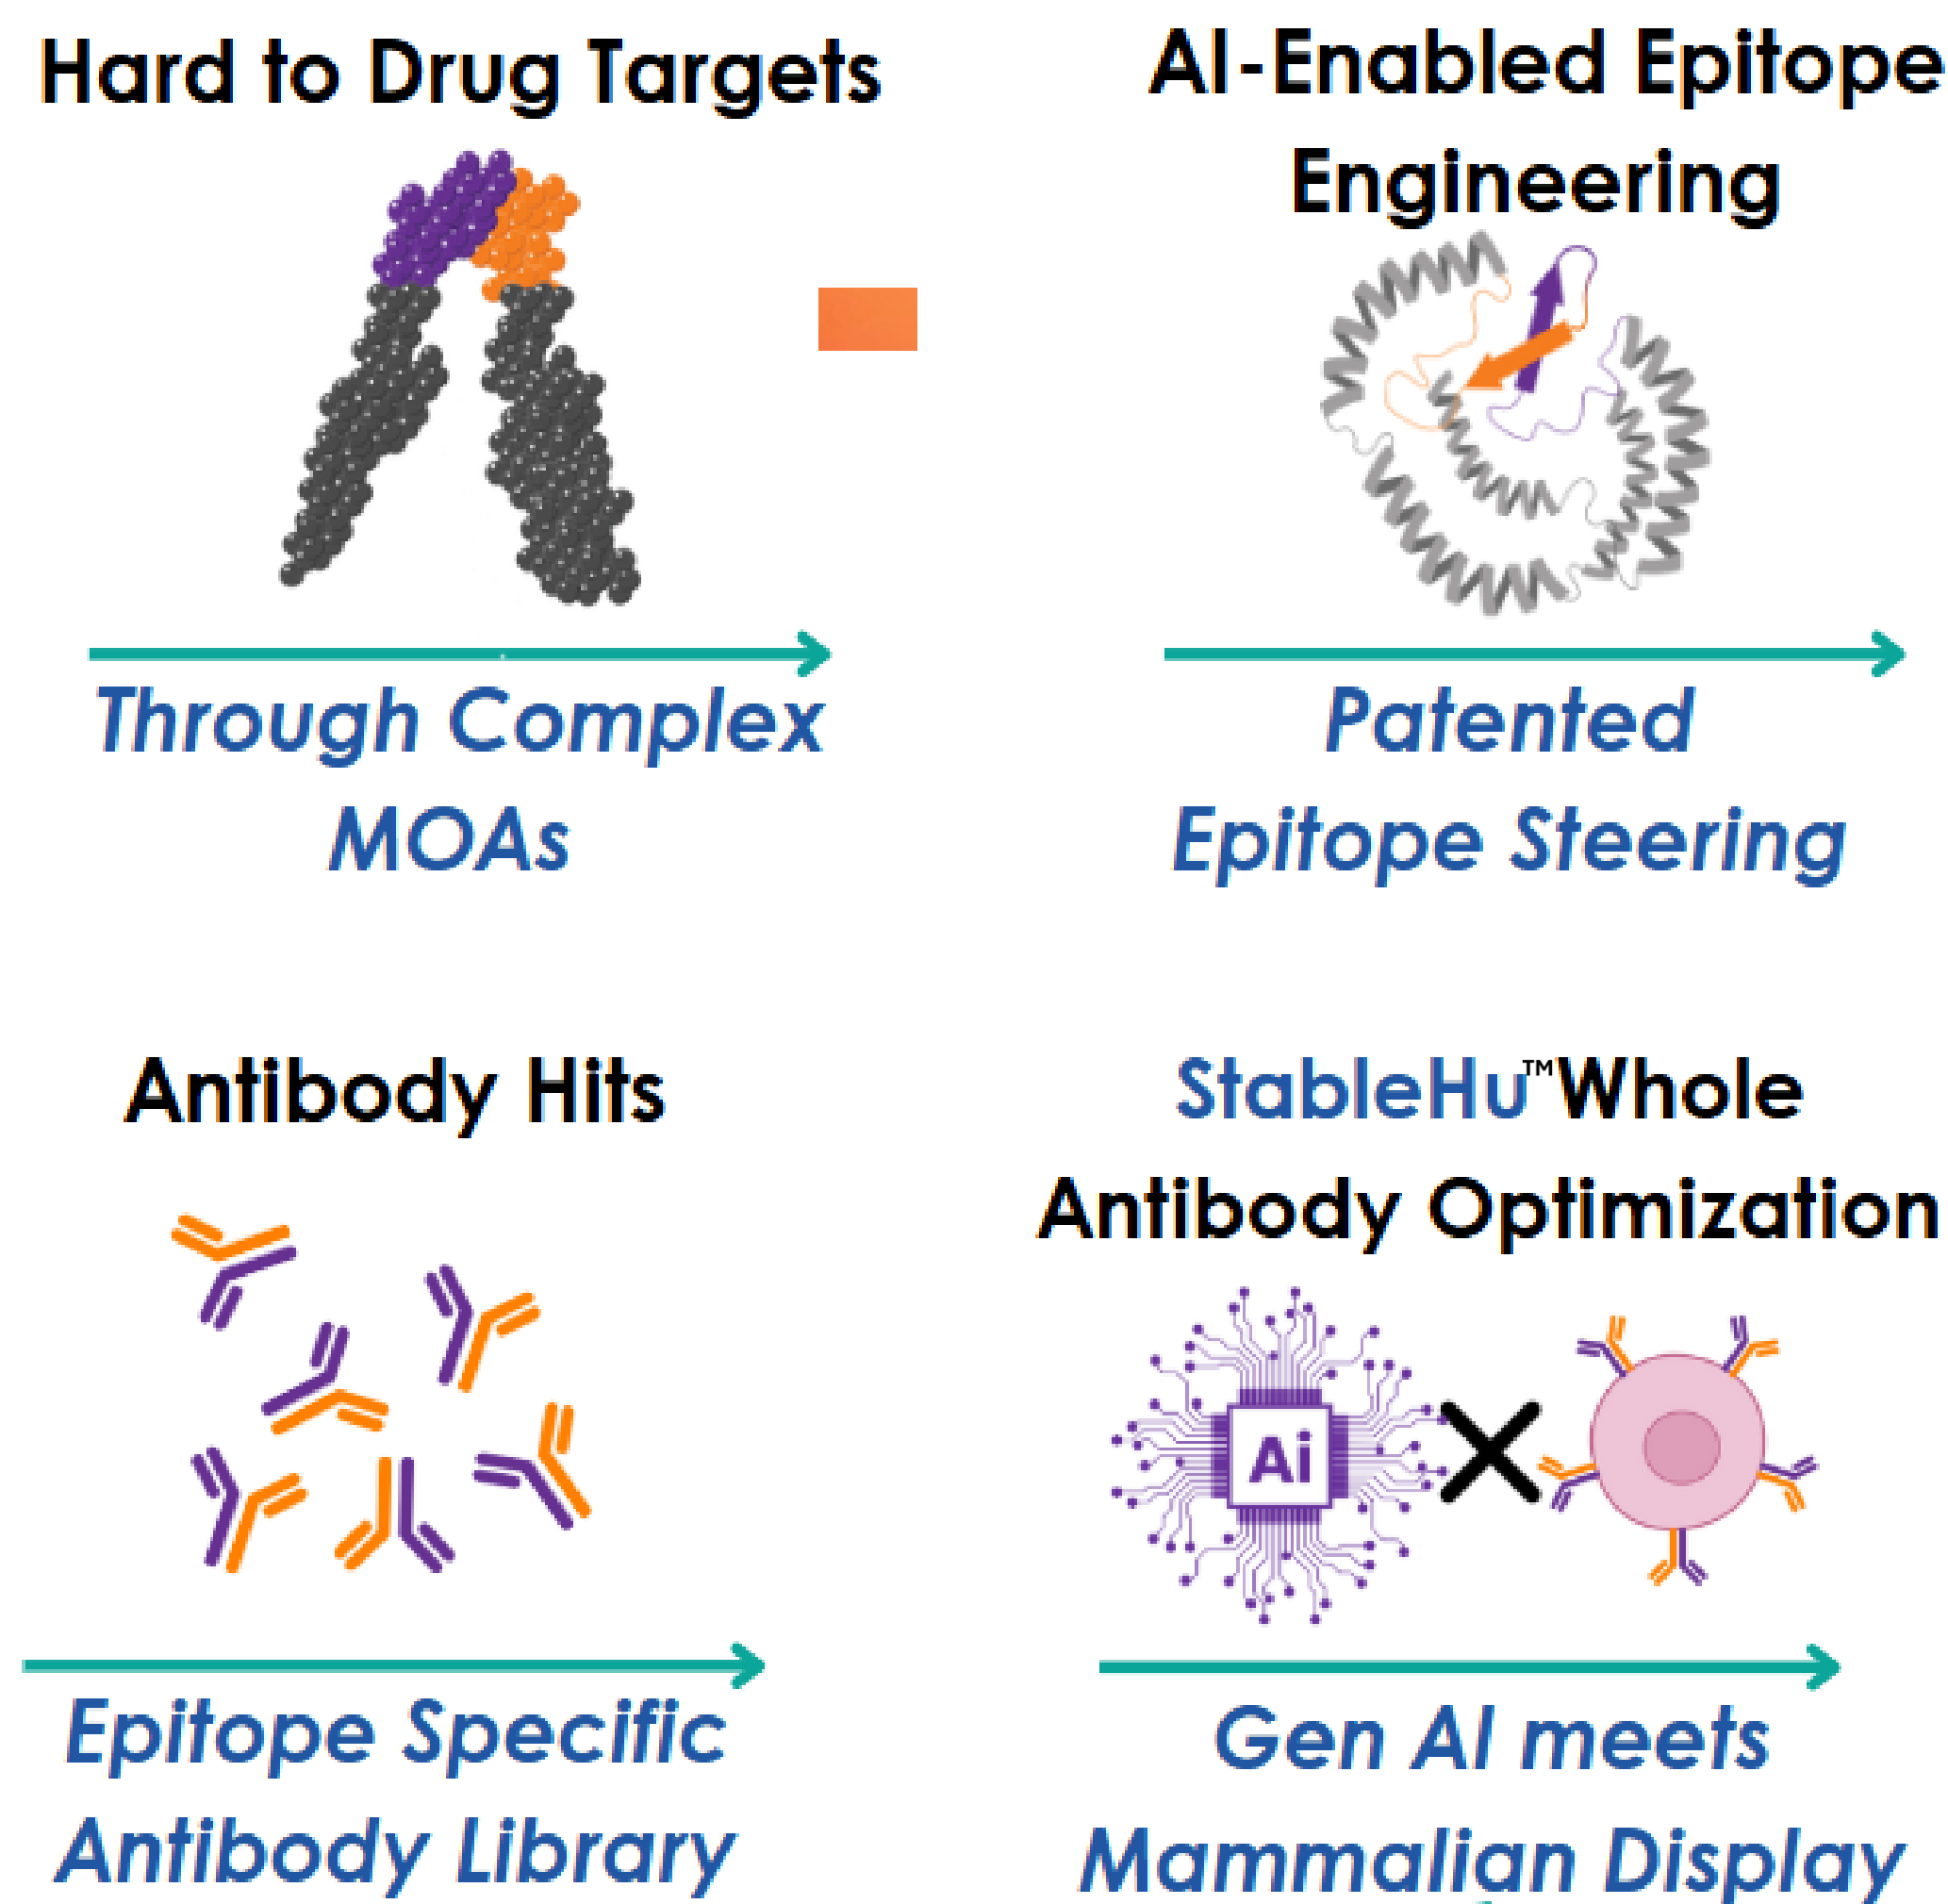 Hard to Drug Targets
Through Complex
MOAs
AI-Enabled Epitope
Engineering
Patented
Epitope Steering
Antibody Hits
Epitope Specific
Antibody Library
StableHu™ Whole
Antibody Optimization
Ai
Gen AI meets
Mammalian Display